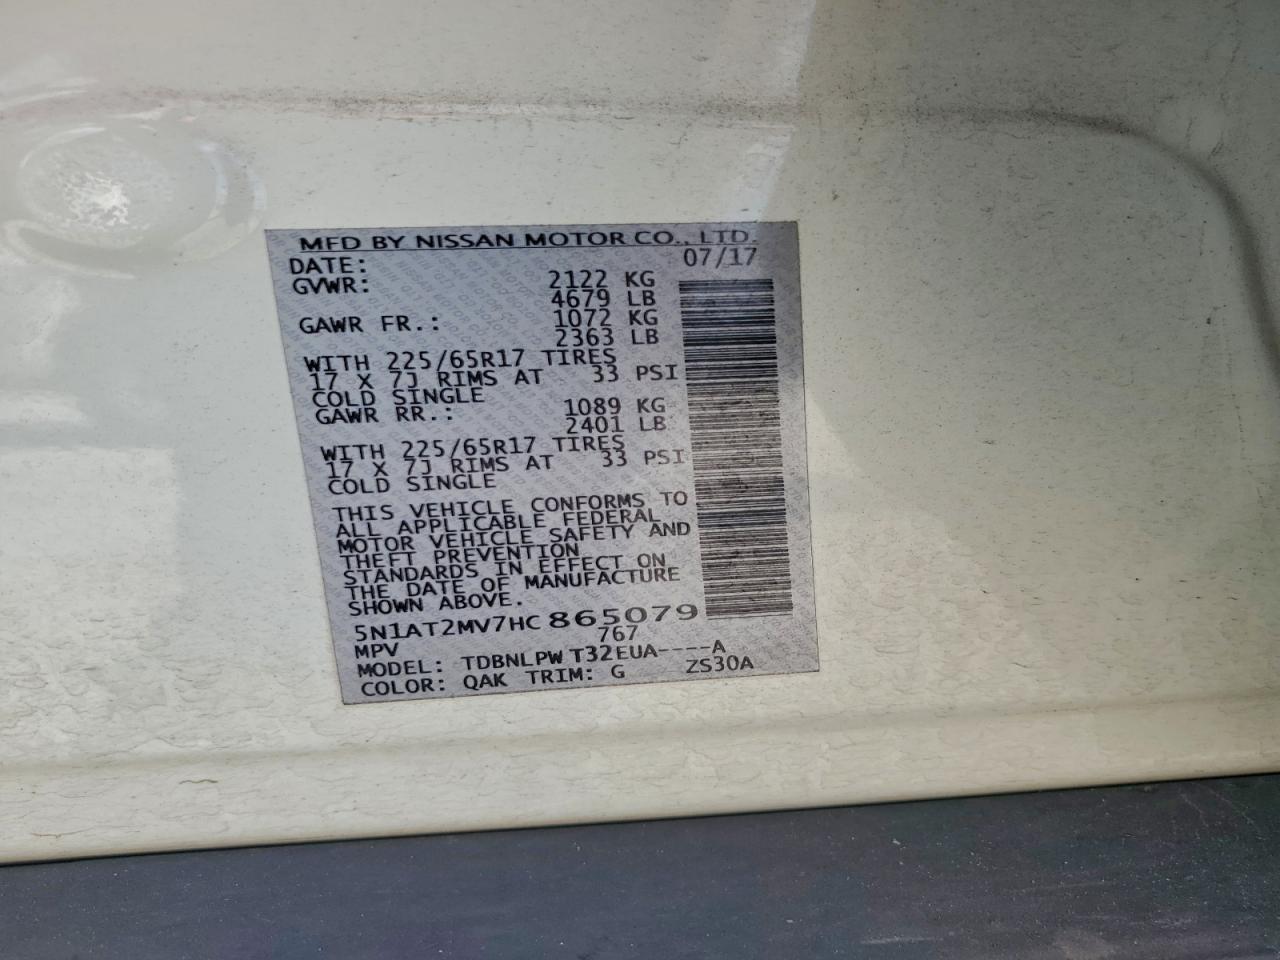 MFD BY NISSAN MOTOR CO., LTD.
DATE: 07/17
GVWR: 2122 KG
4679 LB
GAWR FR.: 1072 KG
2363 LB
WITH 225/65R17 TIRES
17 X 7J RIMS AT 33 PSI
COLD SINGLE
GAWR RR.: 1089 KG
2401 LB
WITH 225/65R17 TIRES
17 X 7J RIMS AT 33 PSI
COLD SINGLE
THIS VEHICLE CONFORMS TO
ALL APPLICABLE FEDERAL
MOTOR VEHICLE SAFETY AND
THEFT PREVENTION
STANDARDS IN EFFECT ON
THE DATE OF MANUFACTURE
SHOWN ABOVE.
5N1AT2MV7HC865079
MPV 767
MODEL: TDBNLPW T32EUA----A
COLOR: QAK TRIM: G ZS30A